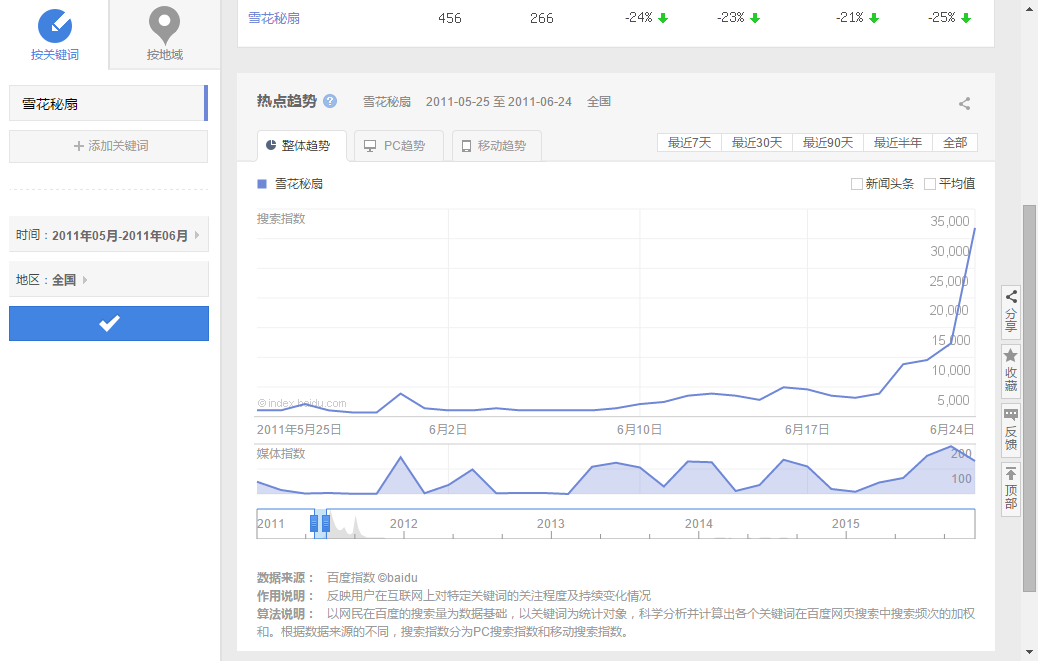 雪花秘扇 456 266 -24% -23% -21% -25%
按关键词 按地域
雪花秘扇
添加关键词
时间：2011年05月-2011年06月
地区：全国
热点趋势 ? 雪花秘扇 2011-05-25 至 2011-06-24 全国
整体趋势 PC趋势 移动趋势 最近7天 最近30天 最近90天 最近半年 全部
雪花秘扇 新闻头条 平均值
搜索指数
35,000
30,000
25,000
20,000
15,000
10,000
5,000
© index.baidu.com
2011年5月25日 6月2日 6月10日 6月17日 6月24日
媒体指数
200
100
2011 2012 2013 2014 2015
数据来源： 百度指数 ©baidu
作用说明： 反映用户在互联网上对特定关键词的关注程度及持续变化情况
算法说明： 以网民在百度的搜索量为数据基础，以关键词为统计对象，科学分析并计算出各个关键词在百度网页搜索中搜索频次的加权
和。根据数据来源的不同，搜索指数分为PC搜索指数和移动搜索指数。
分享
收藏
反馈
顶部